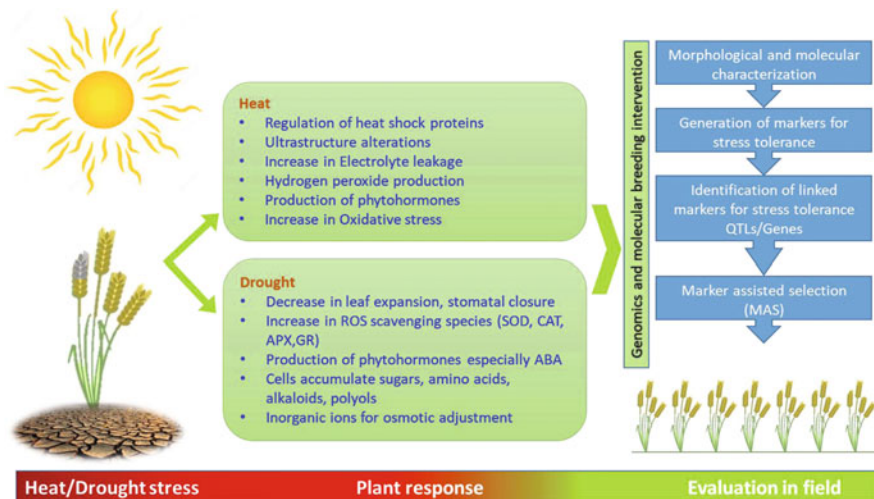 Heat
• Regulation of heat shock proteins
• Ultrastructure alterations
• Increase in Electrolyte leakage
• Hydrogen peroxide production
• Production of phytohormones
• Increase in Oxidative stress
Drought
• Decrease in leaf expansion, stomatal closure
• Increase in ROS scavenging species (SOD, CAT,
APX,GR)
• Production of phytohormones especially ABA
• Cells accumulate sugars, amino acids,
alkaloids, polyols
• Inorganic ions for osmotic adjustment
Genomics and molecular breeding intervention
Morphological and molecular
characterization
Generation of markers for
stress tolerance
Identification of linked
markers for stress tolerance
QTLs/Genes
Marker assisted selection
(MAS)
Heat/Drought stress
Plant response
Evaluation in field